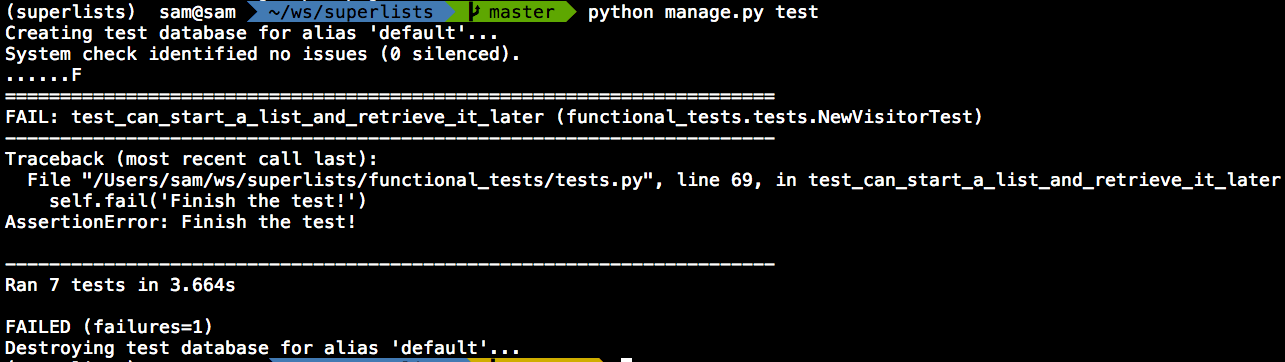 (superlists)  sam@sam  ~/ws/superlists  master  python manage.py test
Creating test database for alias 'default'...
System check identified no issues (0 silenced).
......F
======================================================================
FAIL: test_can_start_a_list_and_retrieve_it_later (functional_tests.tests.NewVisitorTest)
----------------------------------------------------------------------
Traceback (most recent call last):
  File "/Users/sam/ws/superlists/functional_tests/tests.py", line 69, in test_can_start_a_list_and_retrieve_it_later
    self.fail('Finish the test!')
AssertionError: Finish the test!
----------------------------------------------------------------------
Ran 7 tests in 3.664s
FAILED (failures=1)
Destroying test database for alias 'default'...